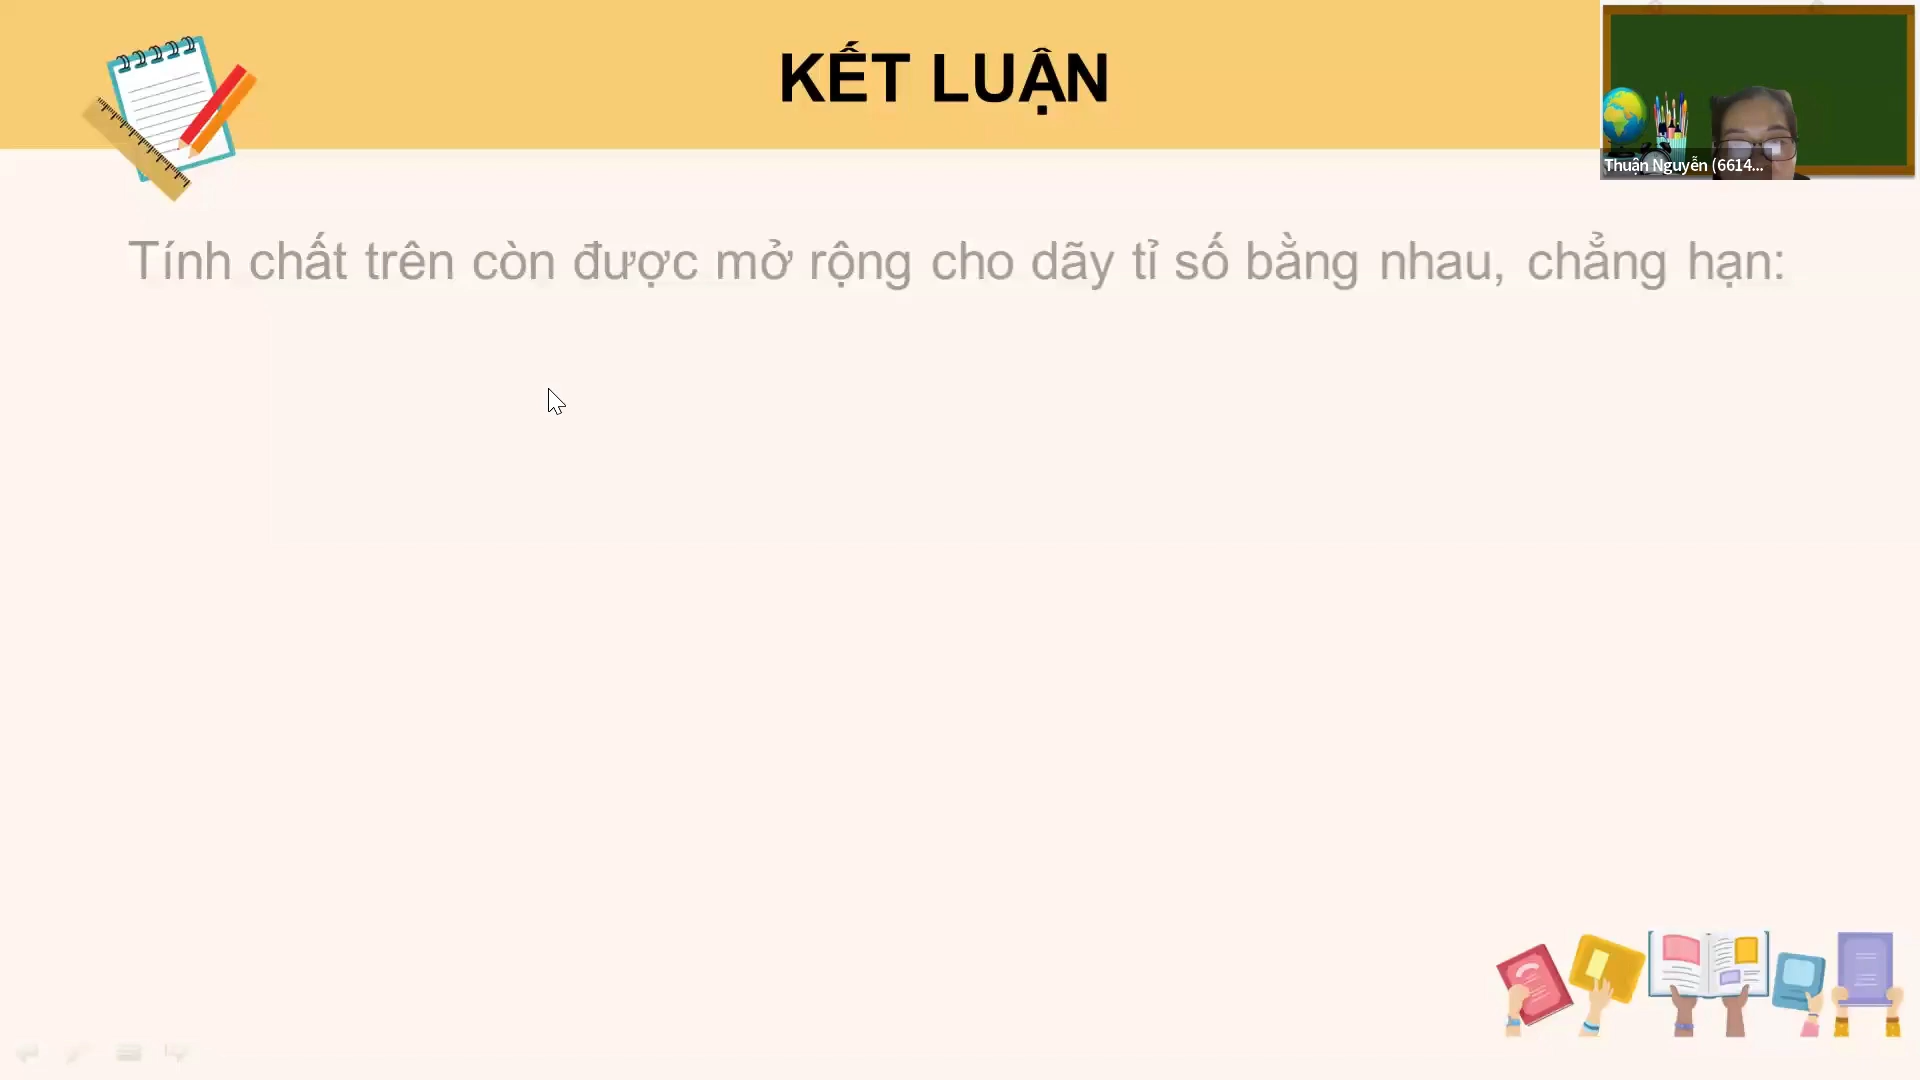 KẾT LUẬN
Thuận Nguyễn (6614...
Tính chất trên còn được mở rộng cho dãy tỉ số bằng nhau, chẳng hạn: